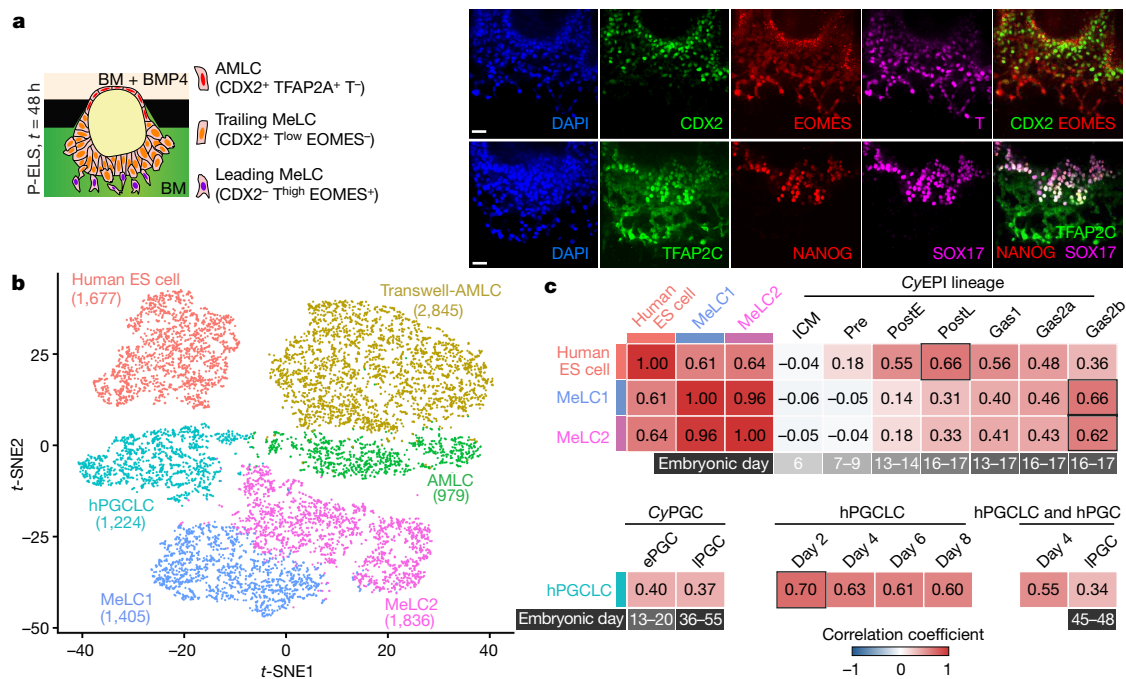 a
P-ELS, t = 48 h
BM + BMP4
BM
AMLC
(CDX2+ TFAP2A+ T–)
Trailing MeLC
(CDX2+ Tlow EOMES–)
Leading MeLC
(CDX2– Thigh EOMES+)
DAPI CDX2 EOMES T CDX2 EOMES
DAPI TFAP2C NANOG SOX17 TFAP2C
NANOG SOX17
b
Human ES cell
(1,677)
Transwell-AMLC
(2,845)
AMLC
(979)
hPGCLC
(1,224)
MeLC1
(1,405)
MeLC2
(1,836)
25
0
–25
–50
–40 –20 0 20 40
t-SNE2
t-SNE1
c
CyEPI lineage
Human ES cell MeLC1 MeLC2 ICM Pre PostE PostL Gas1 Gas2a Gas2b
Human ES cell 1.00 0.61 0.64 –0.04 0.18 0.55 0.66 0.56 0.48 0.36
MeLC1 0.61 1.00 0.96 –0.06 –0.05 0.14 0.31 0.40 0.46 0.66
MeLC2 0.64 0.96 1.00 –0.05 –0.04 0.18 0.33 0.41 0.43 0.62
Embryonic day 6 7–9 13–14 16–17 13–17 16–17 16–17
CyPGC hPGCLC hPGCLC and hPGC
ePGC lPGC Day 2 Day 4 Day 6 Day 8 Day 4 lPGC
hPGCLC 0.40 0.37 0.70 0.63 0.61 0.60 0.55 0.34
Embryonic day 13–20 36–55 45–48
Correlation coefficient
–1 0 1